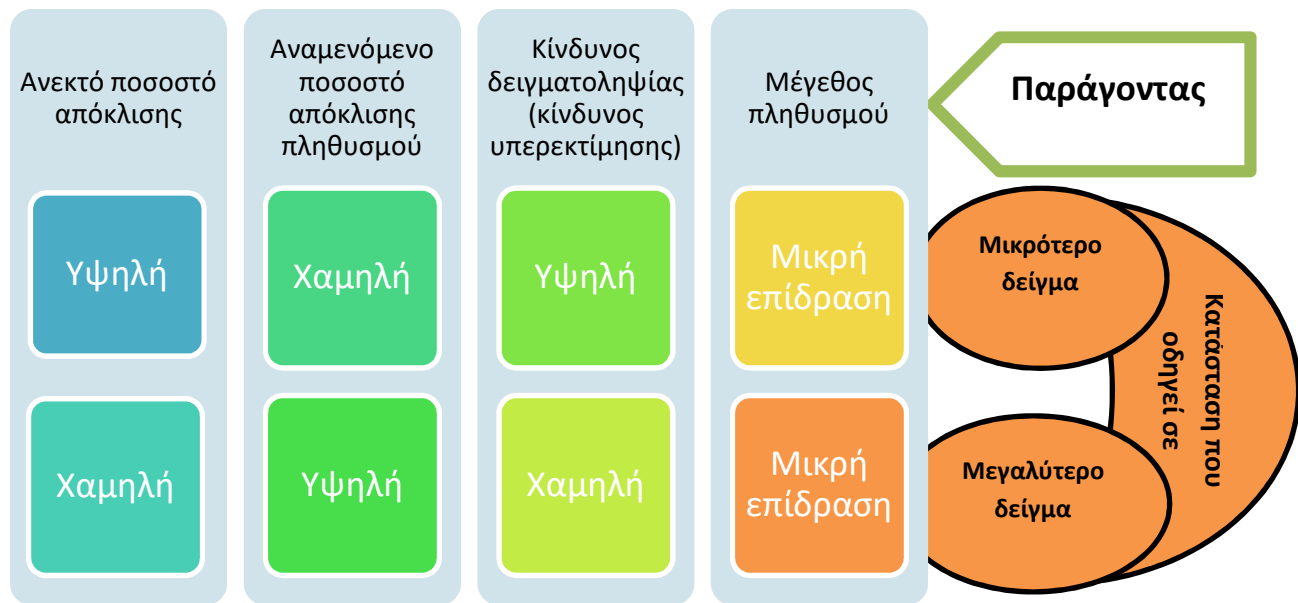 Ανεκτό ποσοστό
απόκλισης
Υψηλή
Χαμηλή
Αναμενόμενο
ποσοστό
απόκλισης
πληθυσμού
Χαμηλή
Υψηλή
Κίνδυνος
δειγματοληψίας
(κίνδυνος
υπερεκτίμησης)
Υψηλή
Χαμηλή
Μέγεθος
πληθυσμού
Μικρή
επίδραση
Μικρή
επίδραση
Παράγοντας
Μικρότερο
δείγμα
Μεγαλύτερο
δείγμα
Κατάσταση που
οδηγεί σε